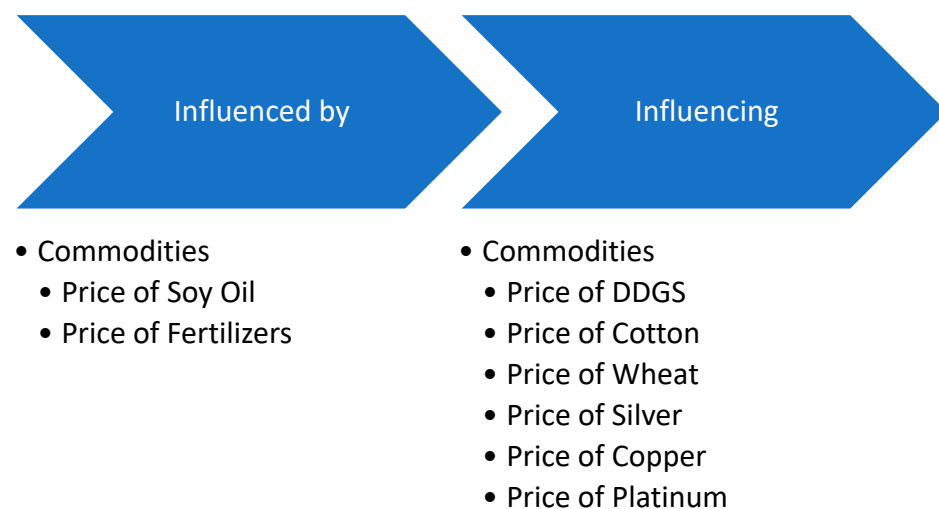 Influenced by
• Commodities
• Price of Soy Oil
• Price of Fertilizers
Influencing
• Commodities
• Price of DDGS
• Price of Cotton
• Price of Wheat
• Price of Silver
• Price of Copper
• Price of Platinum